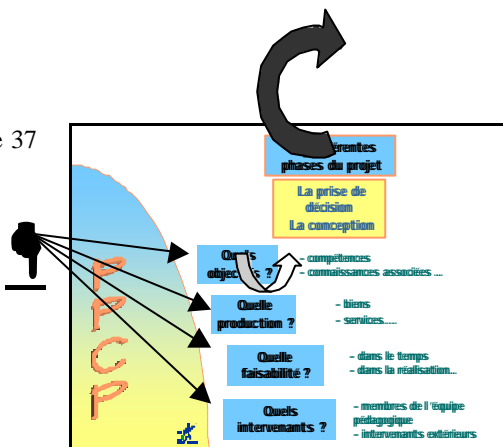 37
phases du projet
La prise de
décision
La conception
PPCP
objectifs ?
- compétences
- connaissances associées ...
Quelle
production ?
- biens
- services.....
Quelle
faisabilité ?
- dans le temps
- dans la réalisation...
Quels
intervenants ?
- membres de l'équipe
pédagogique
- intervenants extérieurs